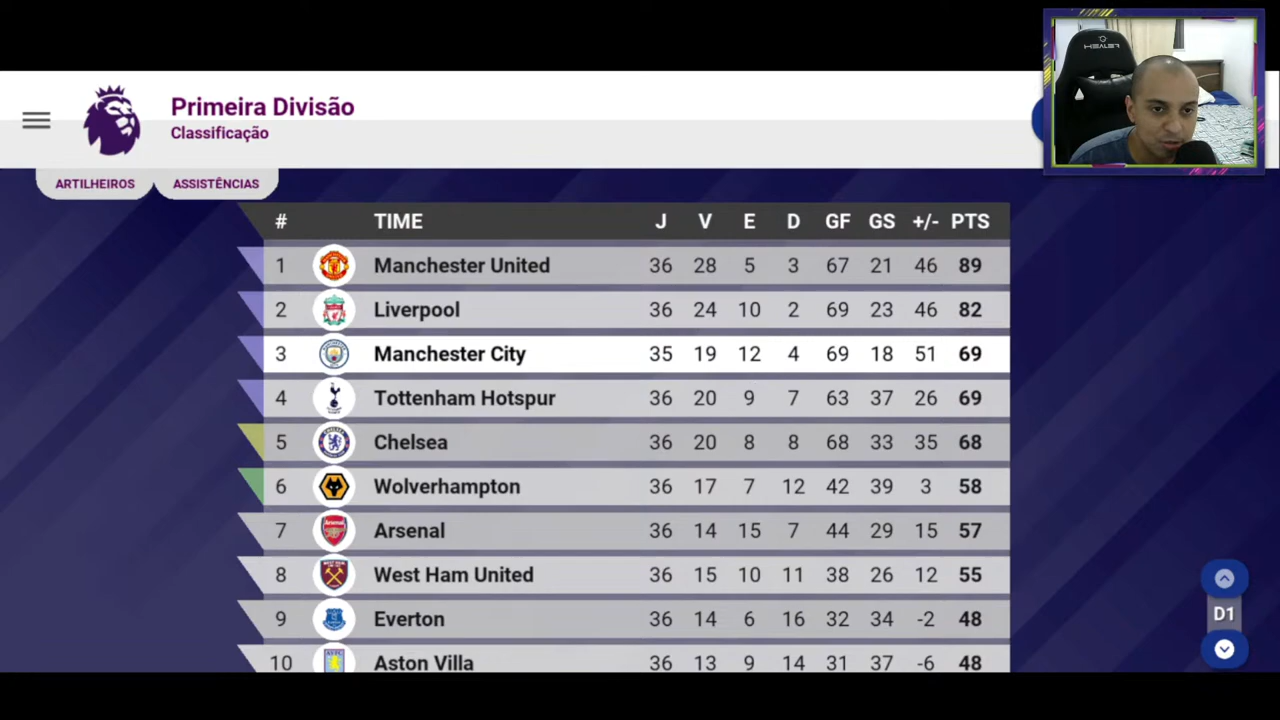 HEALER
Primeira Divisão
Classificação
ARTILHEIROS ASSISTÊNCIAS
# TIME J V E D GF GS +/- PTS
1 Manchester United 36 28 5 3 67 21 46 89
2 Liverpool 36 24 10 2 69 23 46 82
3 Manchester City 35 19 12 4 69 18 51 69
4 Tottenham Hotspur 36 20 9 7 63 37 26 69
5 Chelsea 36 20 8 8 68 33 35 68
6 Wolverhampton 36 17 7 12 42 39 3 58
7 Arsenal 36 14 15 7 44 29 15 57
8 West Ham United 36 15 10 11 38 26 12 55
9 Everton 36 14 6 16 32 34 -2 48
10 Aston Villa 36 13 9 14 31 37 -6 48
D1